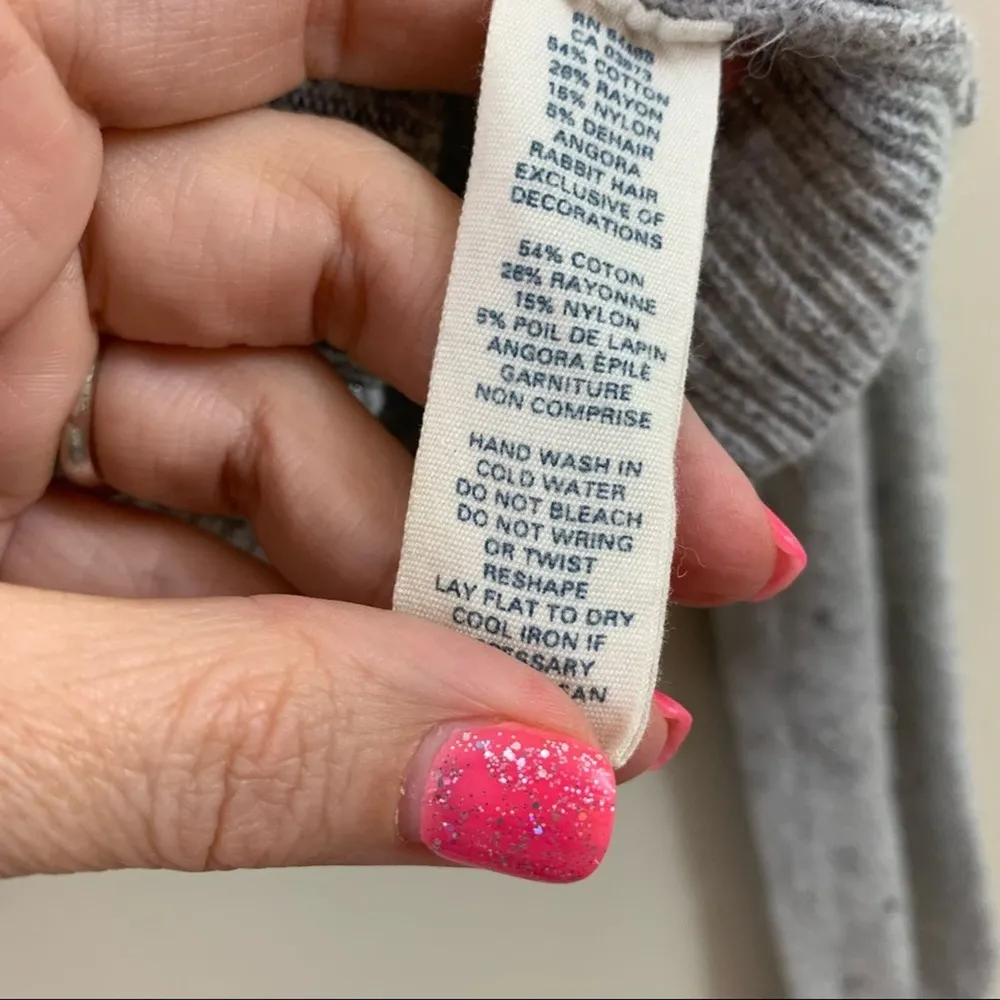 CA 03873
54% COTTON
26% RAYON
15% NYLON
5% DEHAIR
ANGORA
RABBIT HAIR
EXCLUSIVE OF
DECORATIONS
54% COTON
26% RAYONNE
15% NYLON
5% POIL DE LAPIN
ANGORA ÉPILÉ
GARNITURE
NON COMPRISE
HAND WASH IN
COLD WATER
DO NOT BLEACH
DO NOT WRING
OR TWIST
RESHAPE
LAY FLAT TO DRY
COOL IRON IF